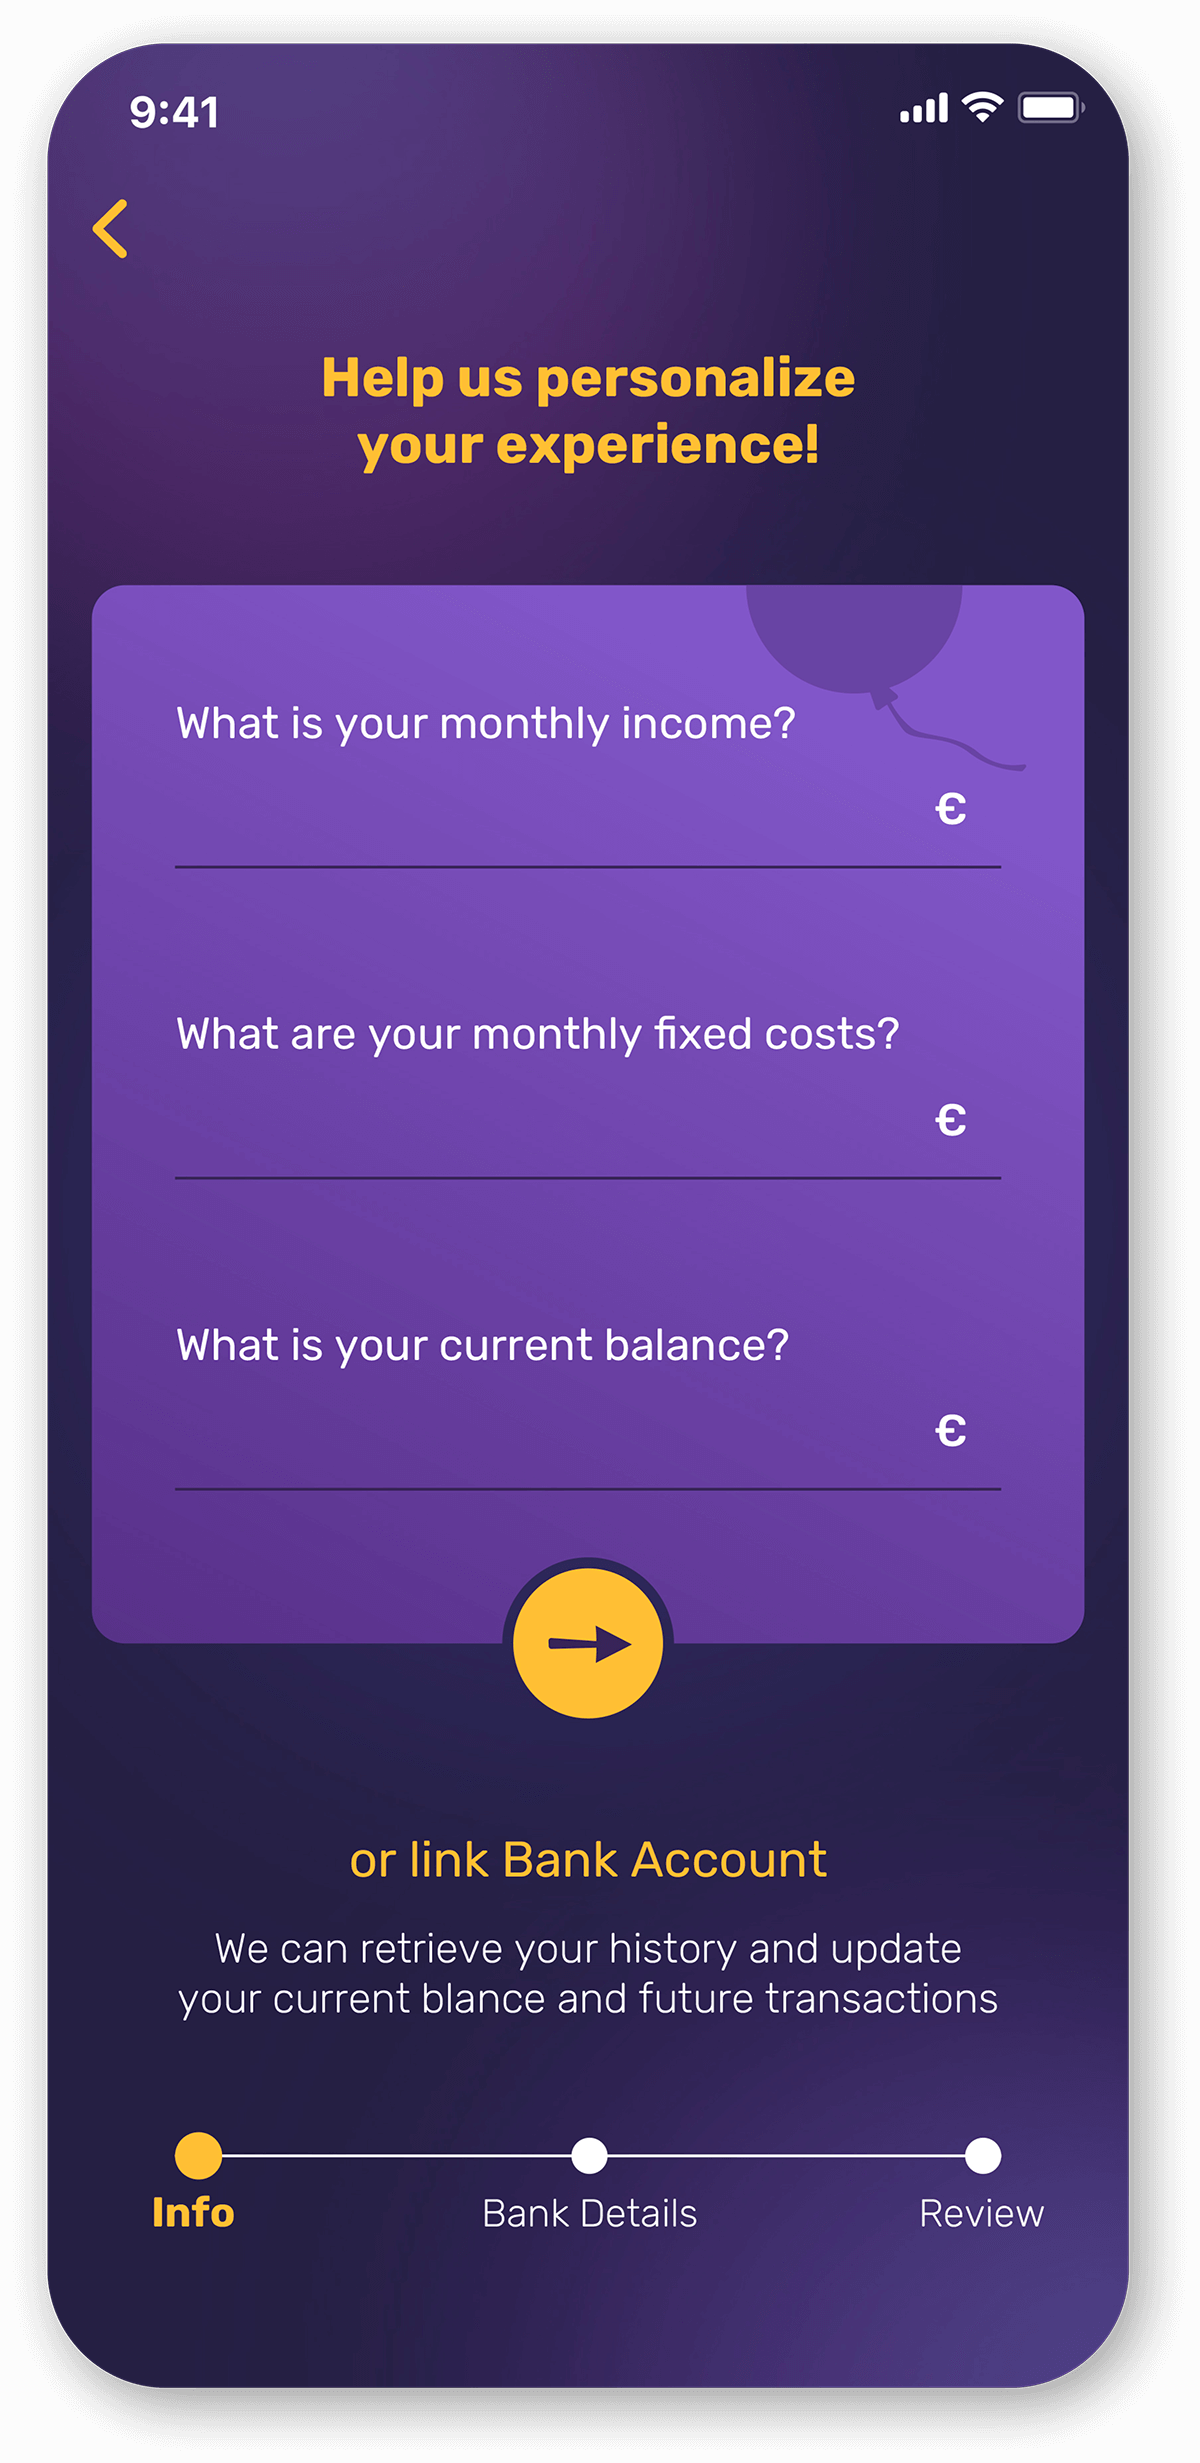 9:41
Help us personalize
your experience!
What is your monthly income?
€
What are your monthly fixed costs?
€
What is your current balance?
€
or link Bank Account
We can retrieve your history and update
your current blance and future transactions
Info
Bank Details
Review